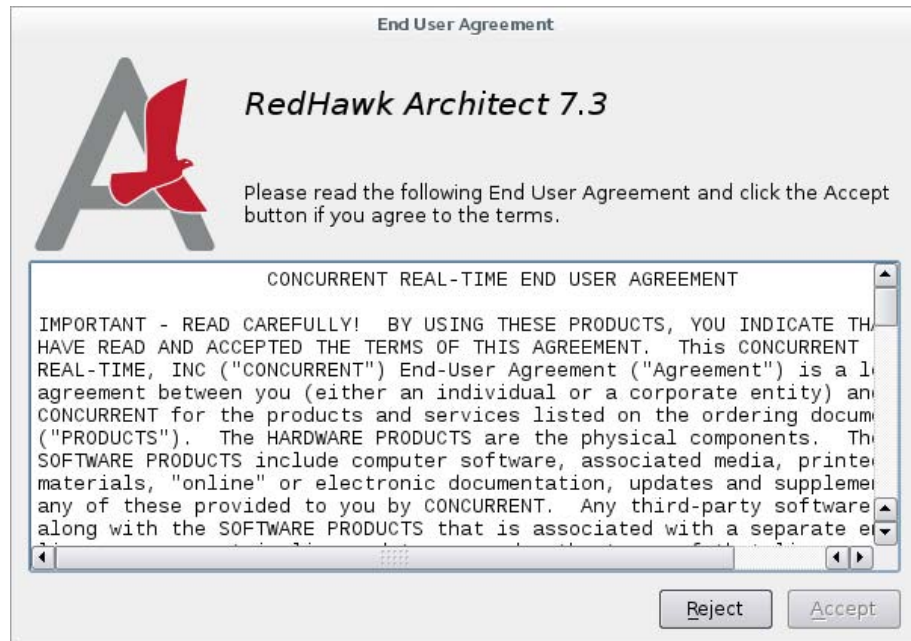 End User Agreement
RedHawk Architect 7.3
Please read the following End User Agreement and click the Accept
button if you agree to the terms.
CONCURRENT REAL-TIME END USER AGREEMENT
IMPORTANT - READ CAREFULLY! BY USING THESE PRODUCTS, YOU INDICATE
HAVE READ AND ACCEPTED THE TERMS OF THIS AGREEMENT. This CONCURRENT
REAL-TIME, INC ("CONCURRENT") End-User Agreement ("Agreement") is a
agreement between you (either an individual or a corporate entity)
CONCURRENT for the products and services listed on the ordering
("PRODUCTS"). The HARDWARE PRODUCTS are the physical components.
SOFTWARE PRODUCTS include computer software, associated media,
materials, "online" or electronic documentation, updates and
any of these provided to you by CONCURRENT. Any third-party software
along with the SOFTWARE PRODUCTS that is associated with a separate
Reject
Accept